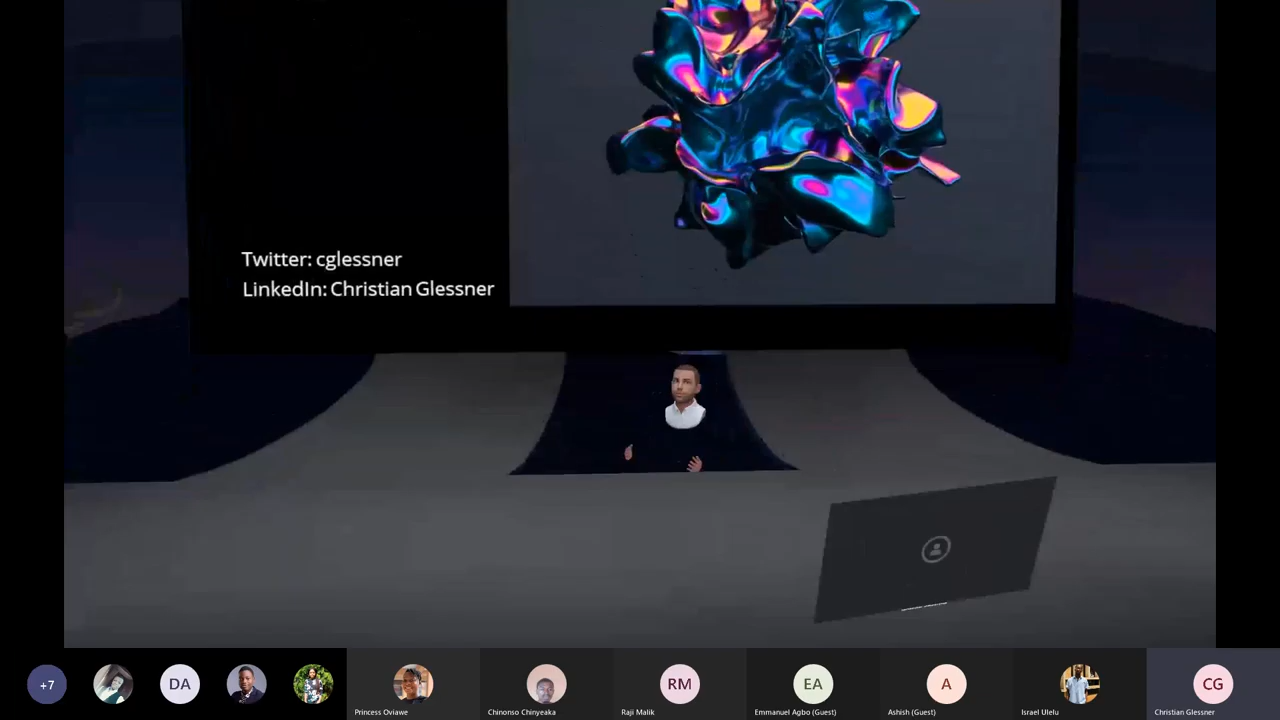 Twitter: cglessner
LinkedIn: Christian Glessner
+7
DA
RM
EA
A
CG
Princess Oviawe
Chinonso Chinyeaka
Raji Malik
Emmanuel Agbo (Guest)
Ashish (Guest)
Israel Ulelu
Christian Glessner